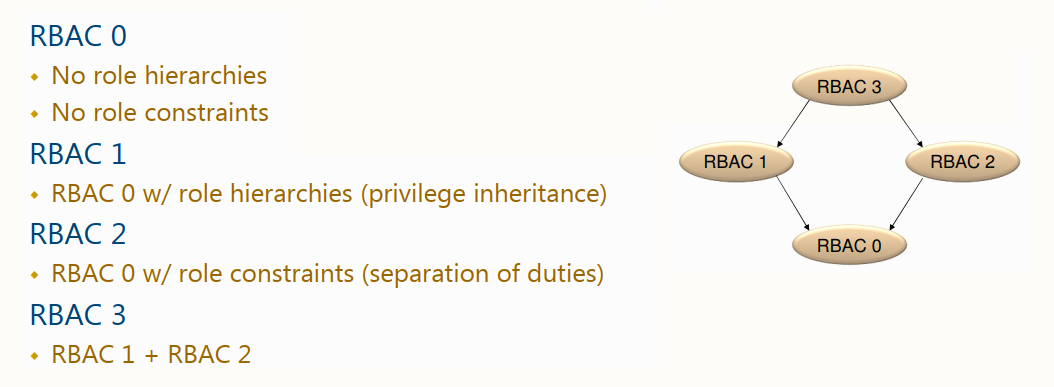 RBAC 0
• No role hierarchies
• No role constraints
RBAC 1
• RBAC 0 w/ role hierarchies (privilege inheritance)
RBAC 2
• RBAC 0 w/ role constraints (separation of duties)
RBAC 3
• RBAC 1 + RBAC 2
RBAC 3
RBAC 1
RBAC 2
RBAC 0